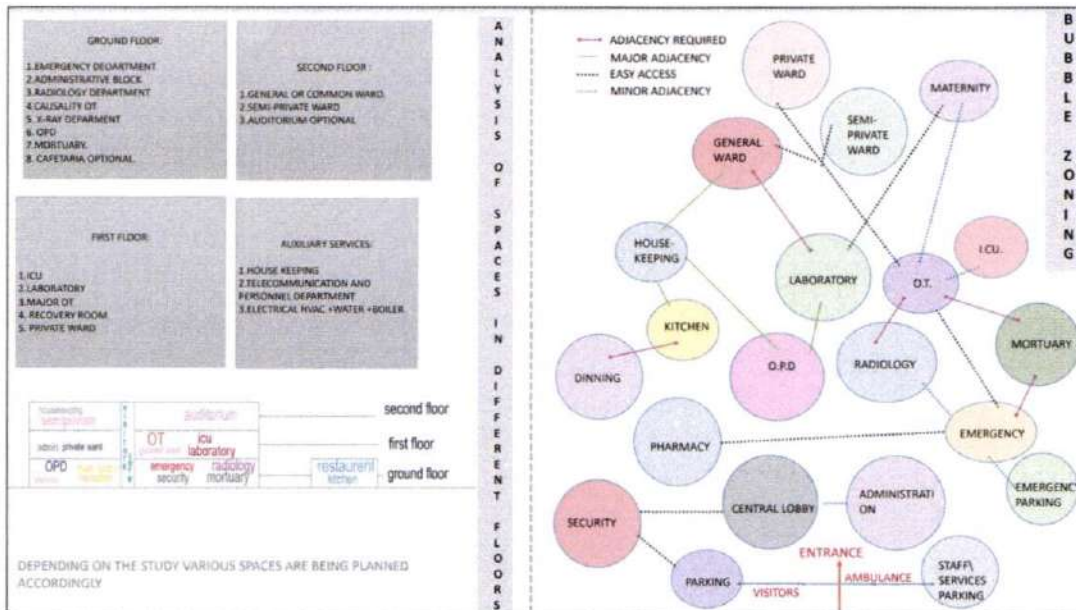 GROUND FLOOR:
1.EMERGENCY DEOARTMENT
2.ADMINISTRATIVE BLOCK.
3.RADIOLOGY DEPARTMENT
4.CAUSALITY OT
5. X-RAY DEPARMENT
6. OPD
7.MORTUARY.
8. CAFETARIA OPTIONAL.
SECOND FLOOR :
1.GENERAL OR COMMON WARD.
2.SEMI-PRIVATE WARD
3.AUDITORIUM OPTIONAL
FIRST FLOOR:
1.ICU
2.LABORATORY
3.MAJOR OT
4. RECOVERY ROOM.
5. PRIVATE WARD
AUXILIARY SERVICES:
1.HOUSE KEEPING
2.TELECOMMUNICATION AND
PERSONNEL DEPARTMENT
3.ELECTRICAL HVAC +WATER +BOILER.
housekeeping
auditorium
second floor
admin private ward
OT
icu
laboratory
first floor
OPD
emergency
security
radiology
mortuary
restaurent
kitchen
ground floor
DEPENDING ON THE STUDY VARIOUS SPACES ARE BEING PLANNED
ACCORDINGLY
ANALYSIS OF SPACES IN DIFFERENT FLOORS
ADJACENCY REQUIRED
MAJOR ADJACENCY
EASY ACCESS
MINOR ADJACENCY
PRIVATE
WARD
MATERNITY
SEMI-
PRIVATE
WARD
GENERAL
WARD
HOUSE-
KEEPING
LABORATORY
I.C.U.
O.T.
KITCHEN
MORTUARY
DINNING
O.P.D
RADIOLOGY
PHARMACY
EMERGENCY
EMERGENCY
PARKING
SECURITY
CENTRAL LOBBY
ADMINISTRATI
ON
ENTRANCE
PARKING
VISITORS
AMBULANCE
STAFF\
SERVICES
PARKING
BUBBLE ZONING